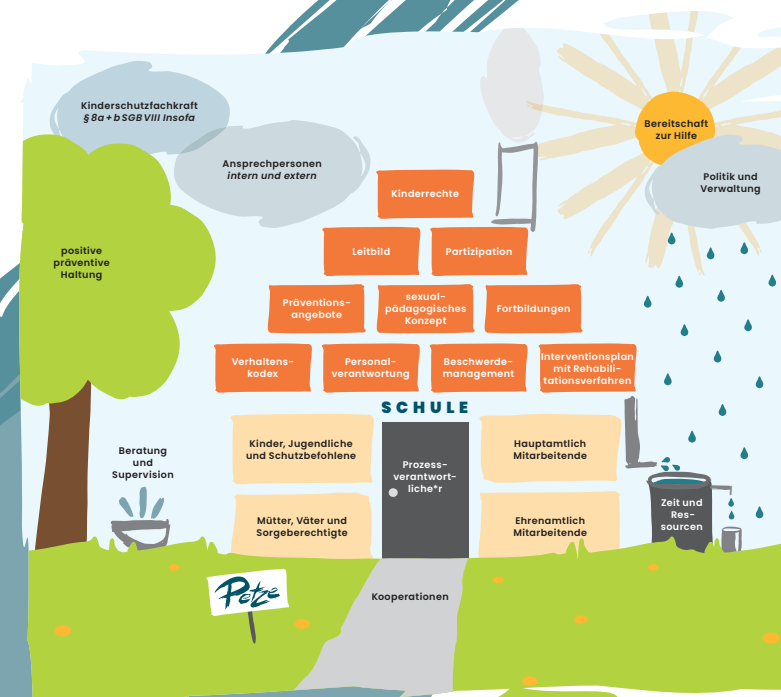 Kinderschutzfachkraft
§ 8a + b SGB VIII Insofa
Ansprechpersonen
intern und extern
Bereitschaft
zur Hilfe
Politik und
Verwaltung
positive
präventive
Haltung
Kinderrechte
Leitbild
Partizipation
Präventions-
angebote
sexual-
pädagogisches
Konzept
Fortbildungen
Verhaltens-
kodex
Personal-
verantwortung
Beschwerde-
management
Interventionsplan
mit Rehabili-
tationsverfahren
SCHULE
Kinder, Jugendliche
und Schutzbefohlene
Prozess-
verantwort-
liche*r
Hauptamtlich
Mitarbeitende
Beratung
und
Supervision
Mütter, Väter und
Sorgeberechtigte
Ehrenamtlich
Mitarbeitende
Zeit und
Res-
sourcen
Petze
Kooperationen